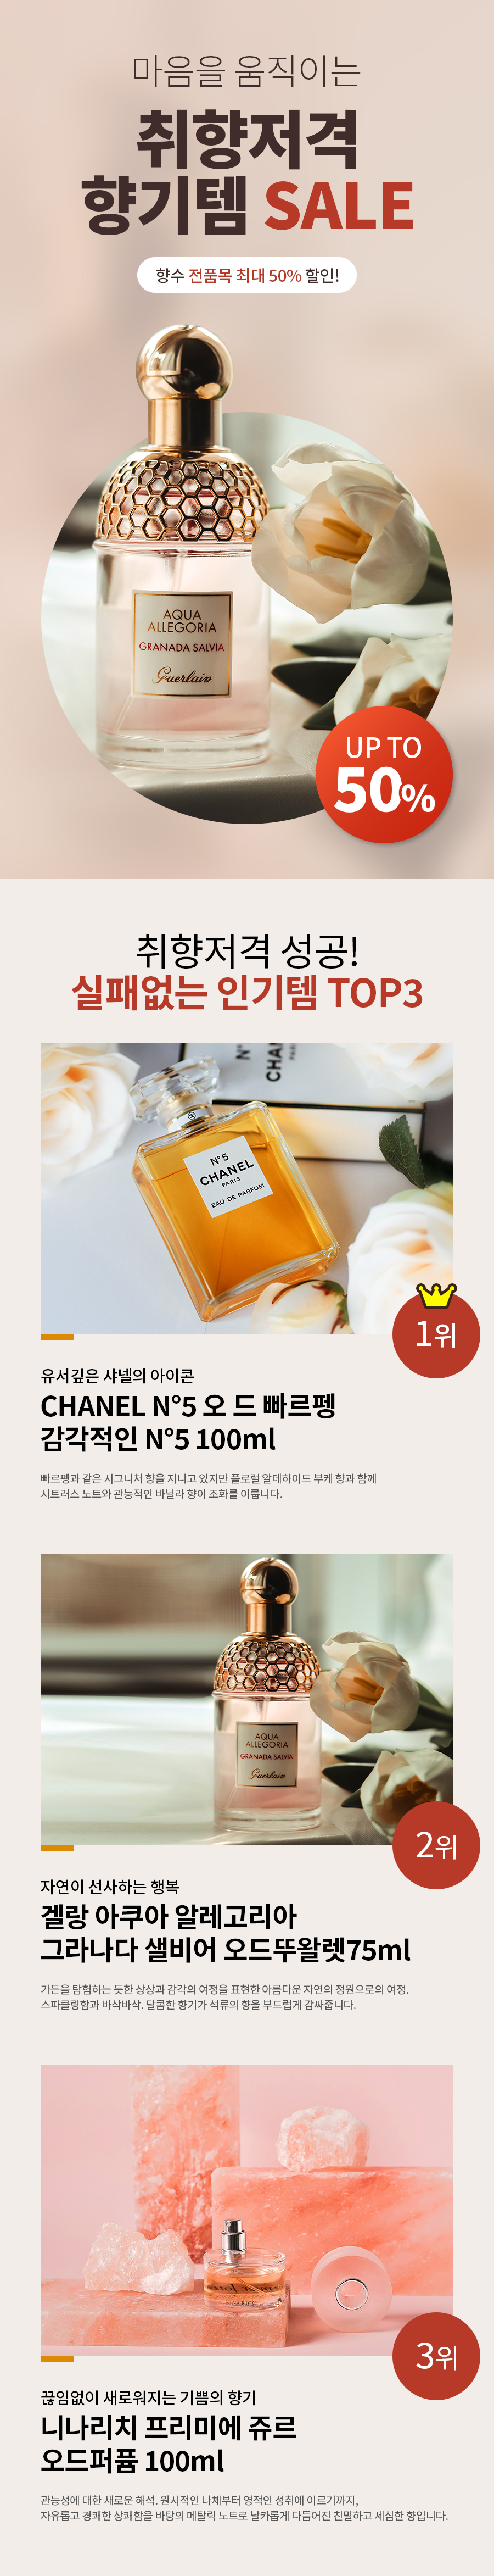 마음을 움직이는
취향저격
향기템 SALE
향수 전품목 최대 50% 할인!
AQUA
ALLEGORIA
GRANADA SALVIA
Guerlain
UP TO
50%
취향저격 성공!
실패없는 인기템 TOP3
N°5
CHANEL
PARIS
EAU DE PARFUM
1위
유서깊은 샤넬의 아이콘
CHANEL N°5 오 드 빠르펭
감각적인 N°5 100ml
빠르펭과 같은 시그니처 향을 지니고 있지만 플로럴 알데하이드 부케 향과 함께
시트러스 노트와 관능적인 바닐라 향이 조화를 이룹니다.
AQUA
ALLEGORIA
GRANADA SALVIA
Guerlain
2위
자연이 선사하는 행복
겔랑 아쿠아 알레고리아
그라나다 샐비어 오드뚜왈렛75ml
가든을 탐험하는 듯한 상상과 감각의 여정을 표현한 아름다운 자연의 정원으로의 여정.
스파클링함과 바삭바삭. 달콤한 향기가 석류의 향을 부드럽게 감싸줍니다.
3위
끊임없이 새로워지는 기쁨의 향기
니나리치 프리미에 쥬르
오드퍼퓸 100ml
관능성에 대한 새로운 해석. 원시적인 나체부터 영적인 성취에 이르기까지,
자유롭고 경쾌한 상쾌함을 바탕의 메탈릭 노트로 날카롭게 다듬어진 친밀하고 세심한 향입니다.